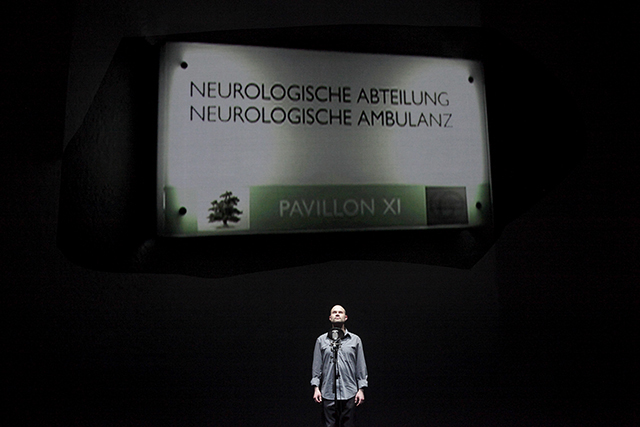 NEUROLOGISCHE ABTEILUNG
NEUROLOGISCHE AMBULANZ
PAVILLON XI